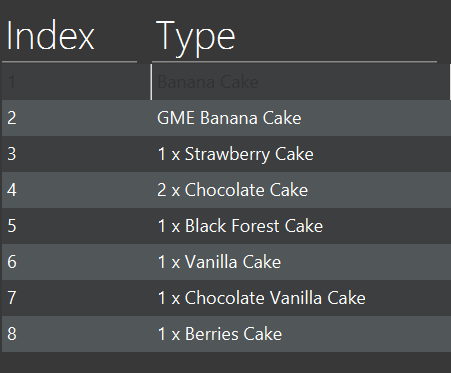 Index Type
1 Banana Cake
2 GME Banana Cake
3 1 x Strawberry Cake
4 2 x Chocolate Cake
5 1 x Black Forest Cake
6 1 x Vanilla Cake
7 1 x Chocolate Vanilla Cake
8 1 x Berries Cake